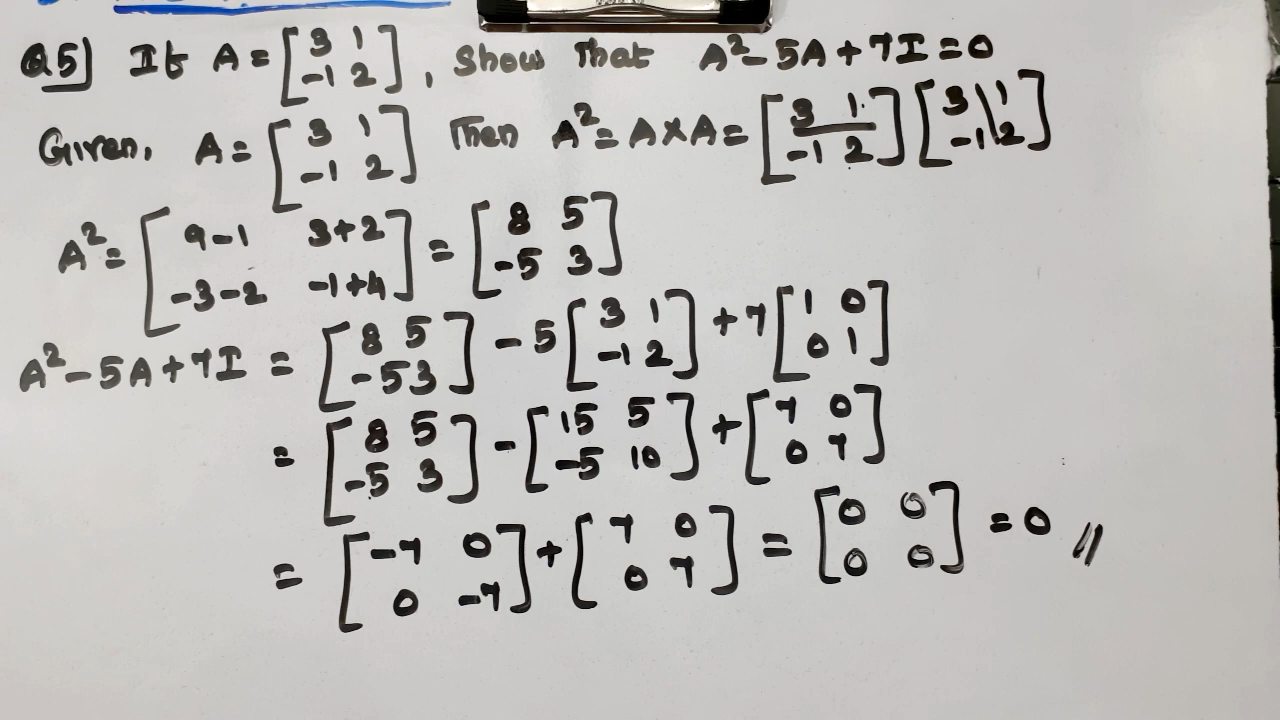 Q5] If A = [3 1 -1 2], Show That A² - 5A + 7I = 0
Given, A = [3 1 -1 2] Then A² = A×A = [3 1 -1 2] [3 1 -1 2]
A² = [9-1 3+2 -3-2 -1+4] = [8 5 -5 3]
A² - 5A + 7I = [8 5 -5 3] - 5 [3 1 -1 2] + 7 [1 0 0 1]
= [8 5 -5 3] - [15 5 -5 10] + [7 0 0 7]
= [-7 0 0 -7] + [7 0 0 7] = [0 0 0 0] = 0 //